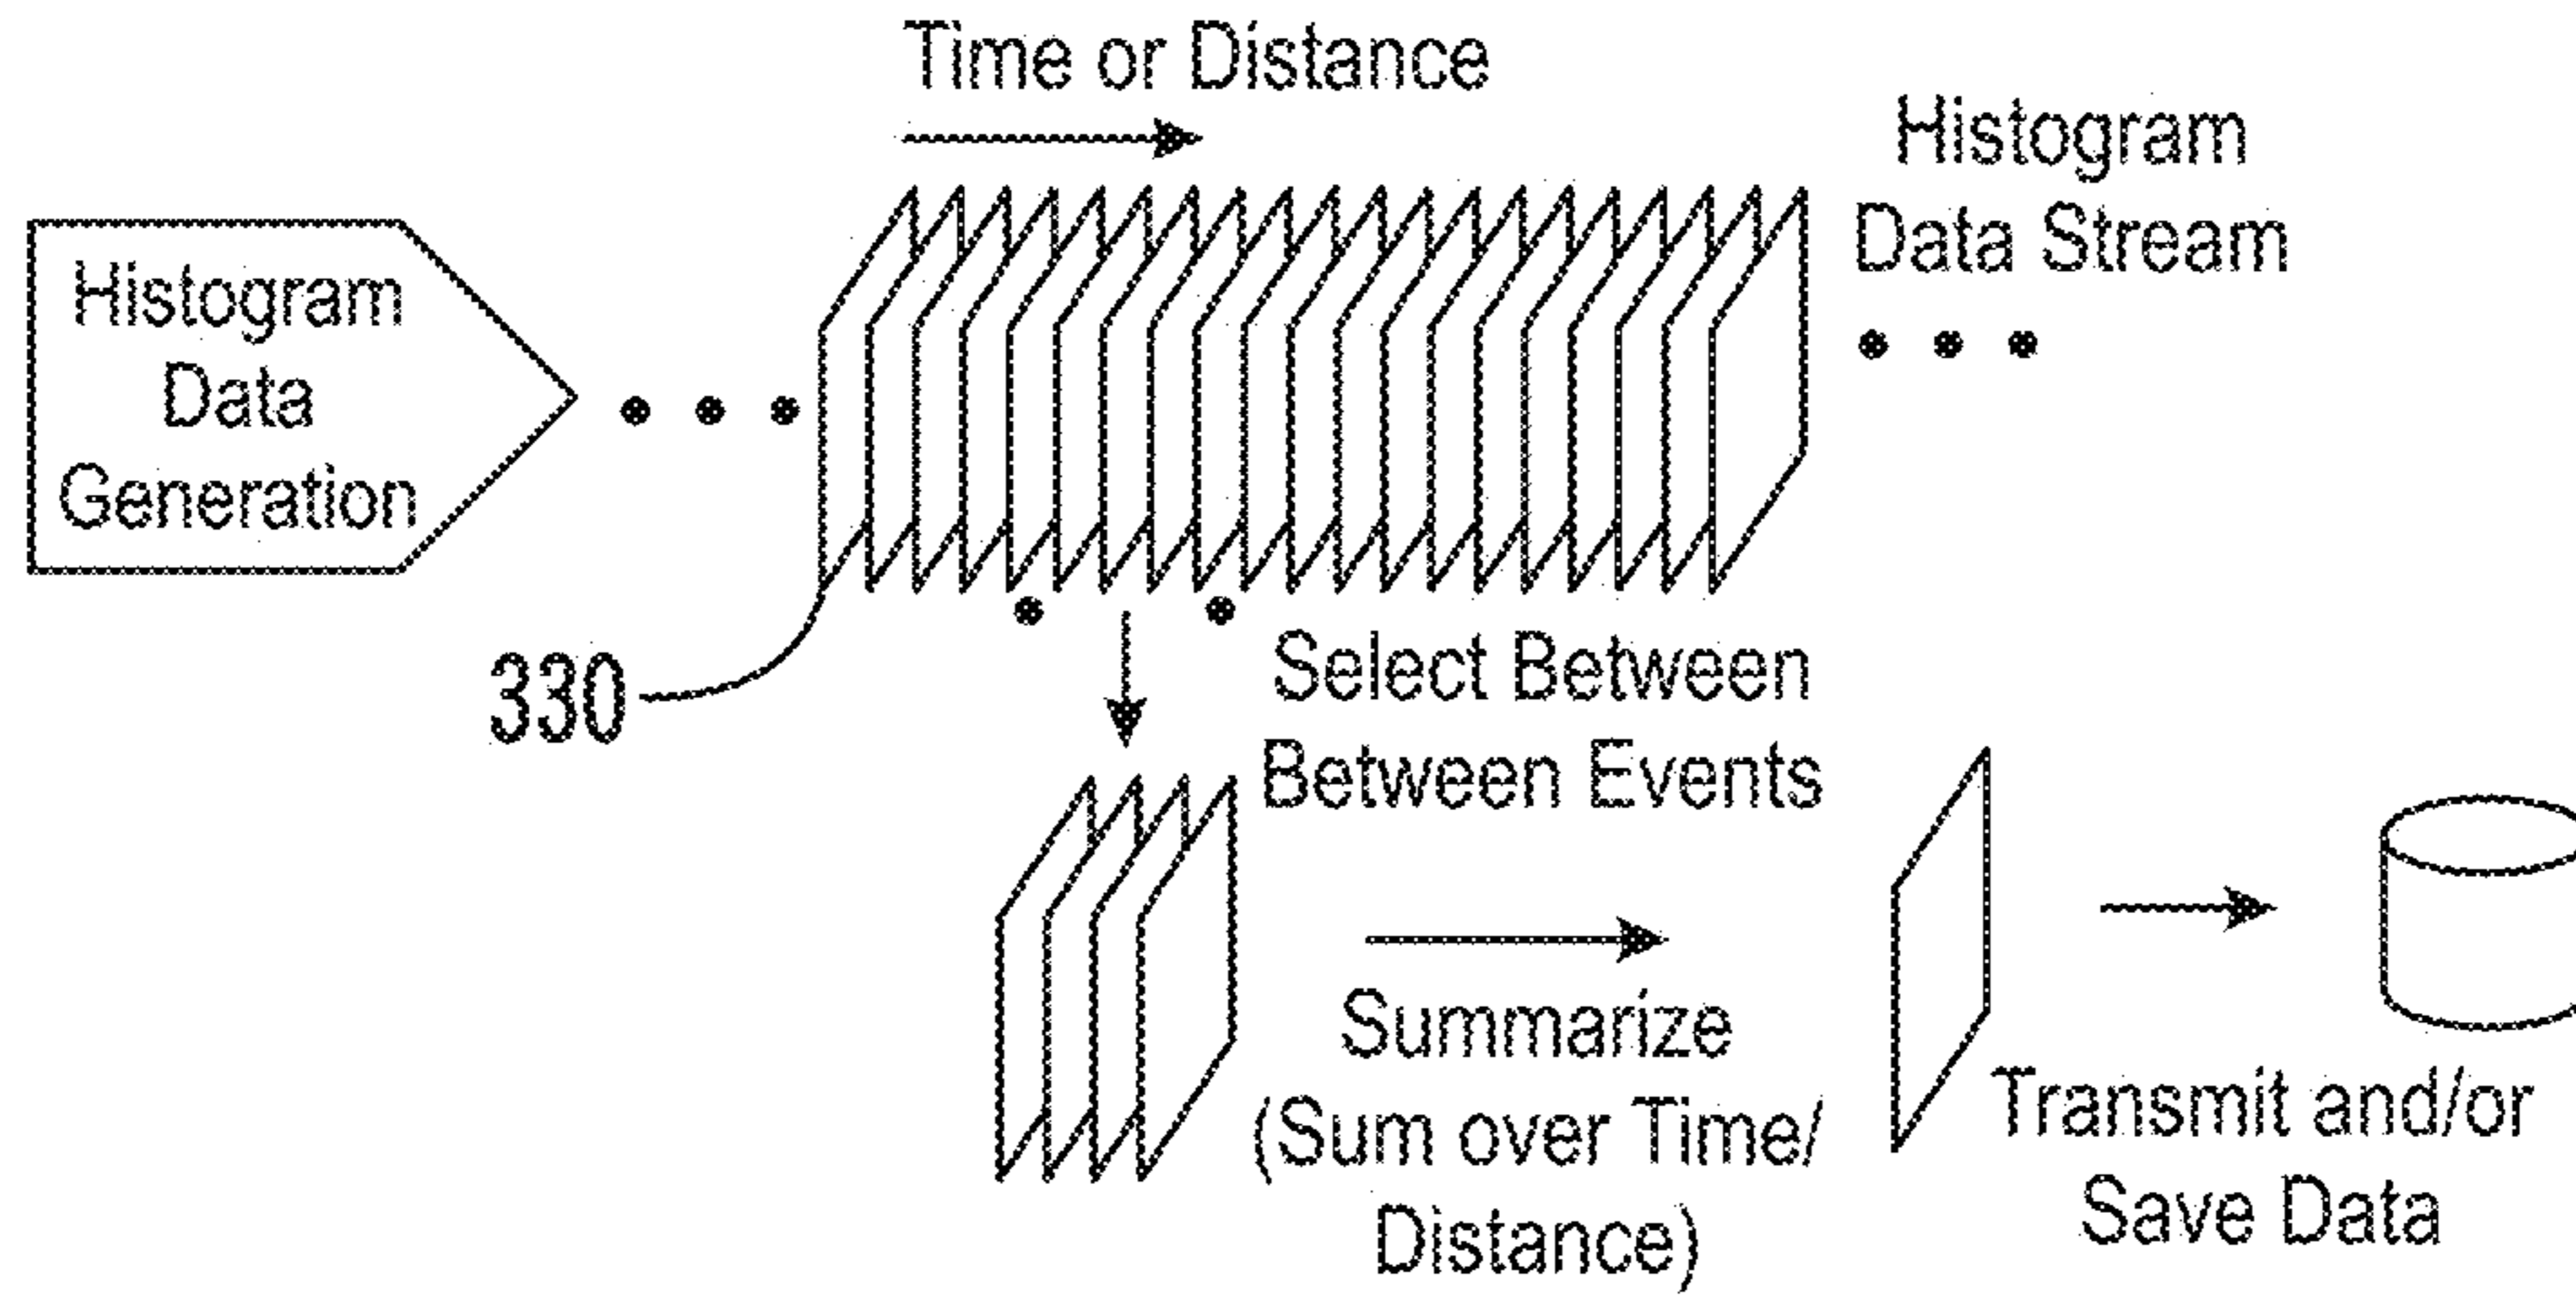 Time or Distance
Histogram
Data Stream
Histogram
Data
Generation
330
Select Between
Between Events
Summarize
(Sum over Time/
Distance)
Transmit and/or
Save Data